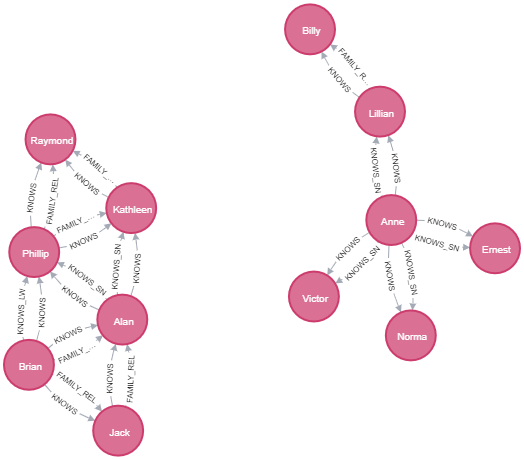 Billy
FAMILY_R...
KNOWS
Lillian
KNOWS_SN
KNOWS
Anne
KNOWS
KNOWS_SN
Ernest
KNOWS
KNOWS_SN
Victor
KNOWS
KNOWS_SN
Norma
Raymond
FAMILY_...
KNOWS
KNOWS
FAMILY_REL
Kathleen
FAMILY_...
KNOWS
Phillip
KNOWS_SN
KNOWS
KNOWS_SN
KNOWS
Alan
KNOWS_LW
KNOWS
KNOWS
FAMILY_...
Brian
FAMILY_REL
KNOWS
KNOWS
FAMILY_REL
Jack